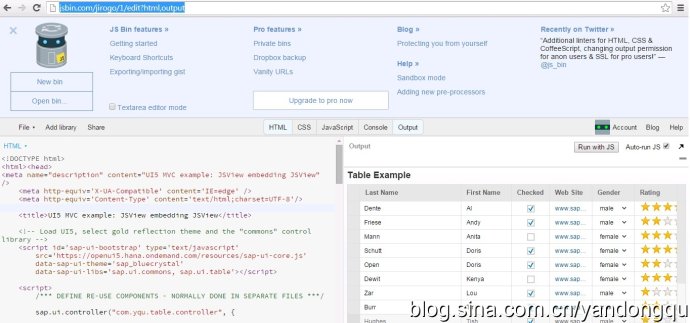 jsbin.com/jiroqo/1/edit?html,output
JS Bin features »
Getting started
Keyboard Shortcuts
Exporting/importing gist
Pro features »
Private bins
Dropbox backup
Vanity URLs
Blog »
Protecting you from yourself
Help »
Sandbox mode
Adding new pre-processors
Recently on Twitter »
"Additional linters for HTML, CSS &
CoffeeScript, changing output permission
for anon users & SSL for pro users!" —
@js_bin
New bin
Open bin...
Textarea editor mode
Upgrade to pro now
File
Add library
Share
HTML
CSS
JavaScript
Console
Output
Account
Blog
Help
HTML
<!DOCTYPE html>
<html><head>
<meta name="description" content="UI5 MVC example: JSView embedding JSView"
/>
<meta http-equiv='X-UA-Compatible' content='IE=edge' />
<meta http-equiv='Content-Type' content='text/html;charset=UTF-8'/>
<title>UI5 MVC example: JSView embedding JSView</title>
<!-- Load UI5, select gold reflection theme and the "commons" control
library -->
<script id='sap-ui-bootstrap' type='text/javascript'
src='https://openui5.hana.ondemand.com/resources/sap-ui-core.js'
data-sap-ui-theme='sap_bluecrystal'
data-sap-ui-libs='sap.ui.commons, sap.ui.table'></script>
<script>
/*** DEFINE RE-USE COMPONENTS - NORMALLY DONE IN SEPARATE FILES ***/
sap.ui.controller("com.yqu.table.controller", {
Output
Run with JS
Auto-run JS
Table Example
Last Name First Name Checked Web Site Gender Rating
Dente Al www.sap... male
Friese Andy www.sap... male
Mann Anita www.sap... female
Schutt Doris www.sap... female
Open Doris www.sap... female
Dewit Kenya www.sap... female
Zar Lou www.sap... male
Burr
Hughes Tish
blog.sina.com.cn/yandongqu